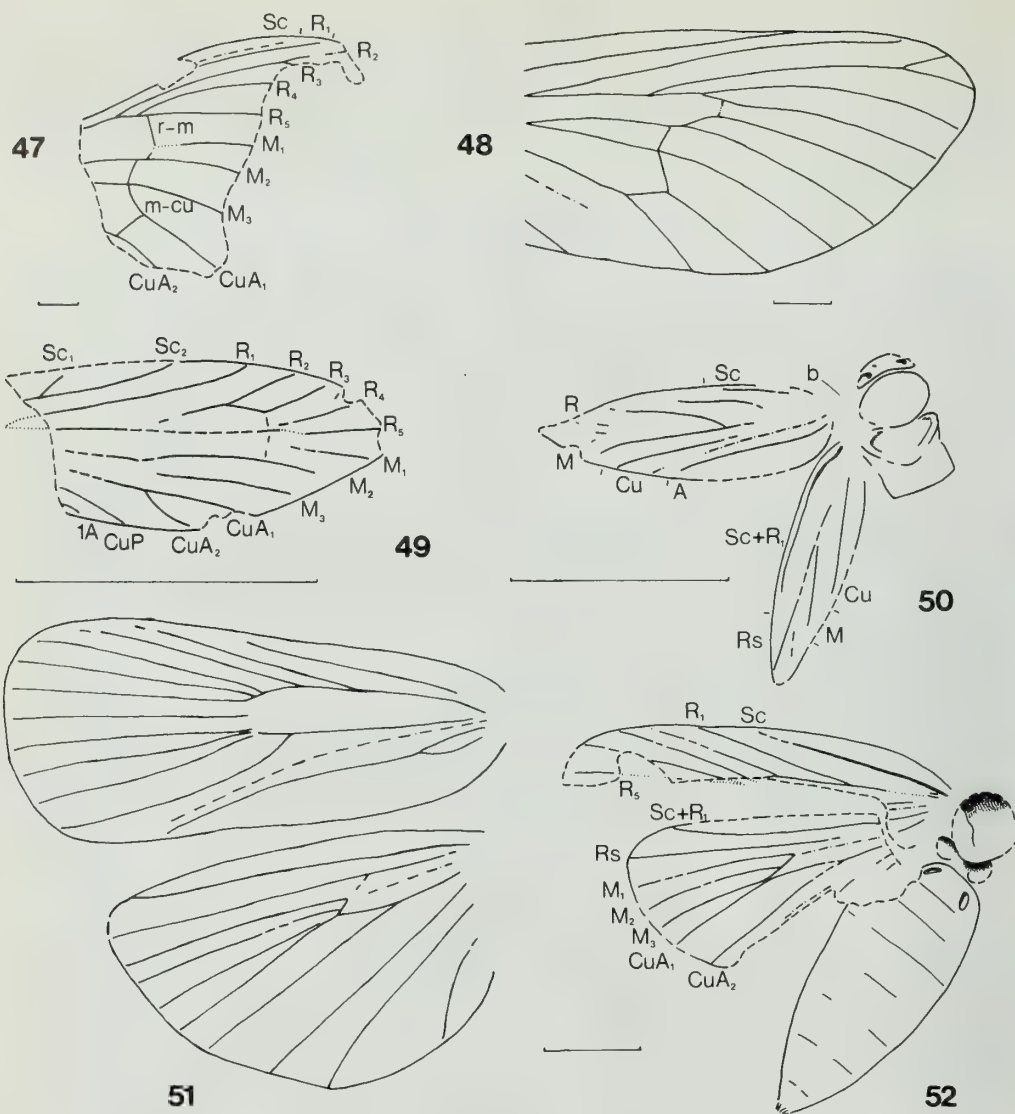 Sc R₁
R₂
R₃
R₄
R₅
r-m
M₁
M₂
m-cu
M₃
CuA₂ CuA₁
47
48
Sc₁ Sc₂ R₁ R₂ R₃ R₄
R₅
M₁
M₂
M₃
1A CuP CuA₂ CuA₁
49
Sc b
R
M
Cu A
Sc+R₁
Cu
Rs M
50
51
R₁ Sc
R₅
Sc+R₁
Rs
M₁
M₂
M₃
CuA₁
CuA₂
52